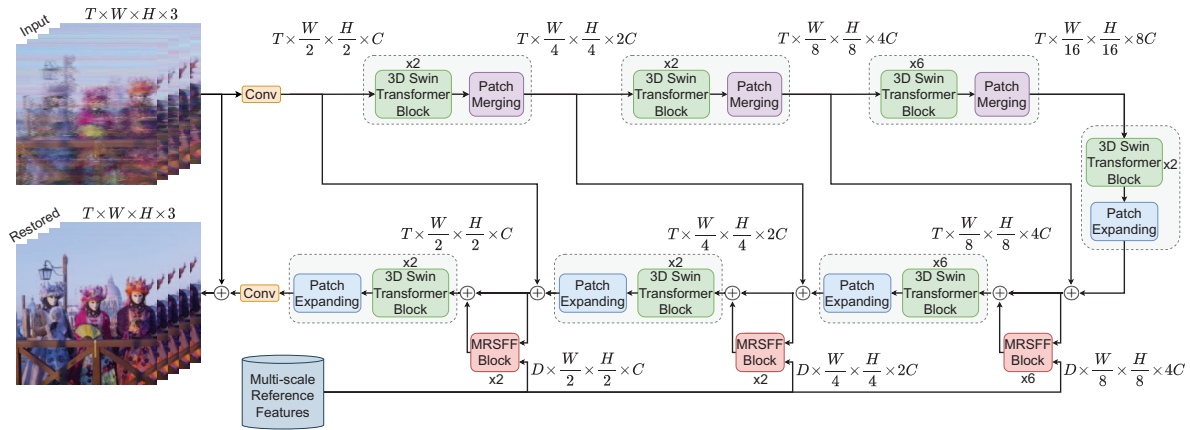 Input
T×W×H×3
T×W/2×H/2×C
T×W/4×H/4×2C
T×W/8×H/8×4C
T×W/16×H/16×8C
Conv
x2
3D Swin
Transformer
Block
Patch
Merging
x2
3D Swin
Transformer
Block
Patch
Merging
x6
3D Swin
Transformer
Block
Patch
Merging
3D Swin
Transformer
Block
x2
Patch
Expanding
Restored
T×W×H×3
T×W/2×H/2×C
T×W/4×H/4×2C
T×W/8×H/8×4C
Conv
Patch
Expanding
x2
3D Swin
Transformer
Block
Patch
Expanding
x2
3D Swin
Transformer
Block
Patch
Expanding
x6
3D Swin
Transformer
Block
MRSFF
Block
x2
D×W/2×H/2×C
MRSFF
Block
x2
D×W/4×H/4×2C
MRSFF
Block
x6
D×W/8×H/8×4C
Multi-scale
Reference
Features